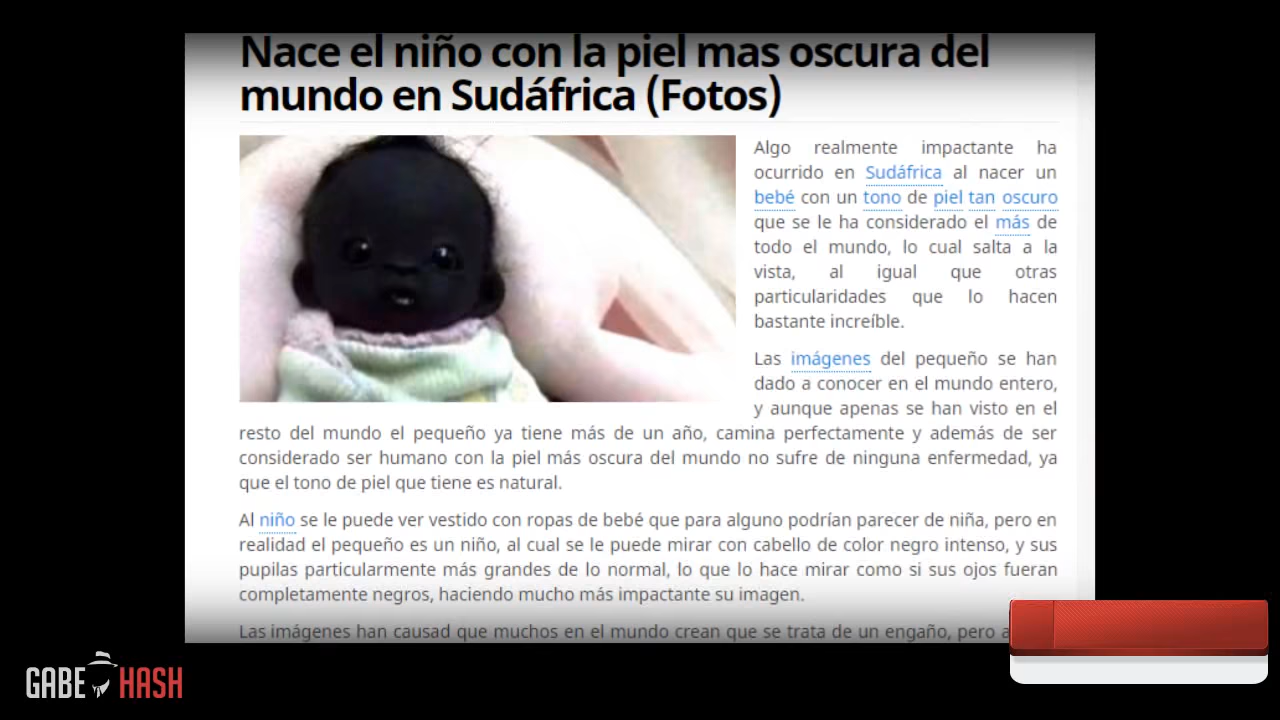 Nace el niño con la piel mas oscura del
mundo en Sudáfrica (Fotos)
Algo realmente impactante ha
ocurrido en Sudáfrica al nacer un
bebé con un tono de piel tan oscuro
que se le ha considerado el más de
todo el mundo, lo cual salta a la
vista, al igual que otras
particularidades que lo hacen
bastante increíble.
Las imágenes del pequeño se han
dado a conocer en el mundo entero,
y aunque apenas se han visto en el
resto del mundo el pequeño ya tiene más de un año, camina perfectamente y además de ser
considerado ser humano con la piel más oscura del mundo no sufre de ninguna enfermedad, ya
que el tono de piel que tiene es natural.
Al niño se le puede ver vestido con ropas de bebé que para alguno podrían parecer de niña, pero en
realidad el pequeño es un niño, al cual se le puede mirar con cabello de color negro intenso, y sus
pupilas particularmente más grandes de lo normal, lo que lo hace mirar como si sus ojos fueran
completamente negros, haciendo mucho más impactante su imagen.
Las imágenes han causad que muchos en el mundo crean que se trata de un engaño, pero a
GABE HASH